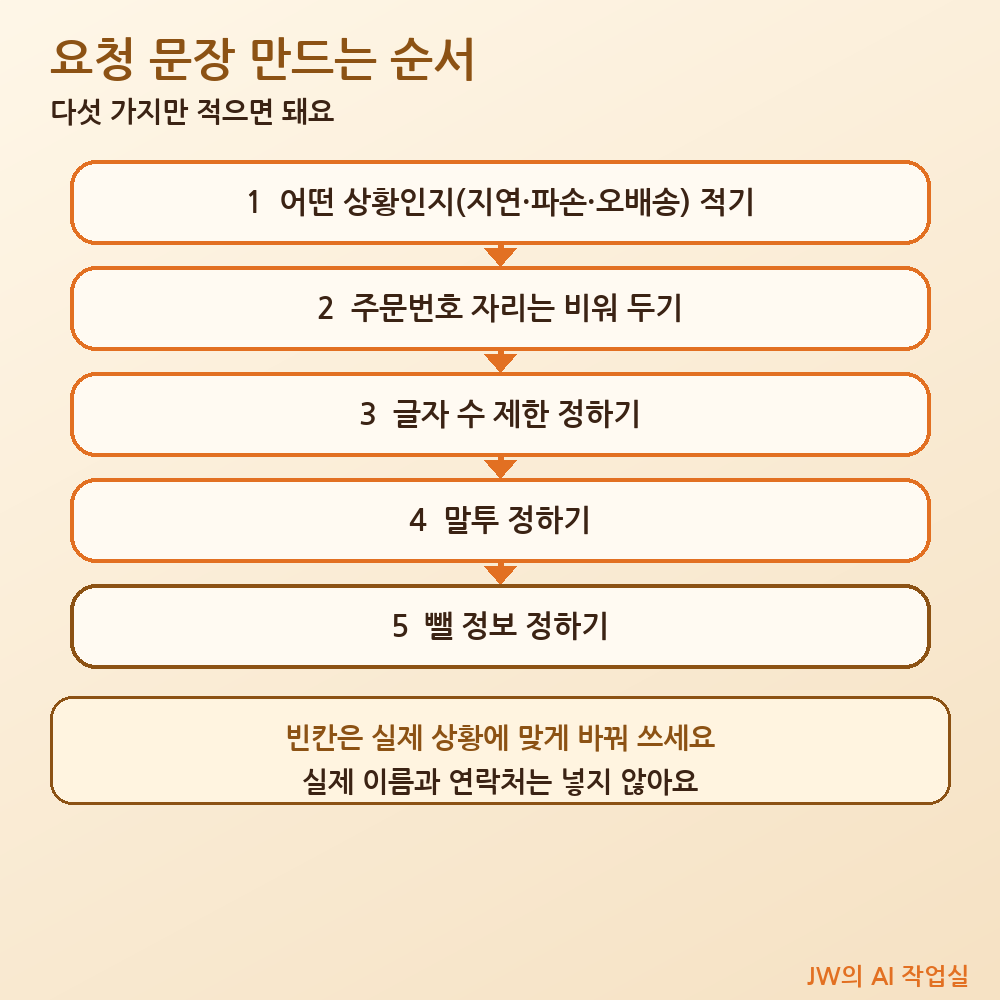 요청 문장 만드는 순서
다섯 가지만 적으면 돼요
1 어떤 상황인지(지연·파손·오배송) 적기
2 주문번호 자리는 비워 두기
3 글자 수 제한 정하기
4 말투 정하기
5 뺄 정보 정하기
빈칸은 실제 상황에 맞게 바꿔 쓰세요
실제 이름과 연락처는 넣지 않아요
JW의 AI 작업실